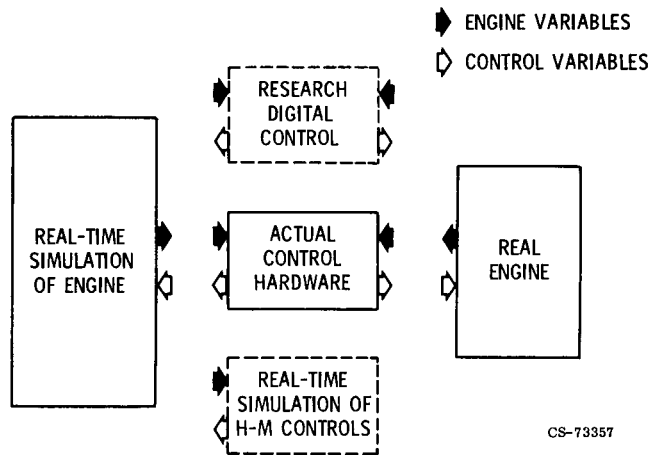 ENGINE VARIABLES
CONTROL VARIABLES
RESEARCH
DIGITAL
CONTROL
REAL-TIME
SIMULATION
OF ENGINE
ACTUAL
CONTROL
HARDWARE
REAL
ENGINE
REAL-TIME
SIMULATION OF
H-M CONTROLS
CS-73357